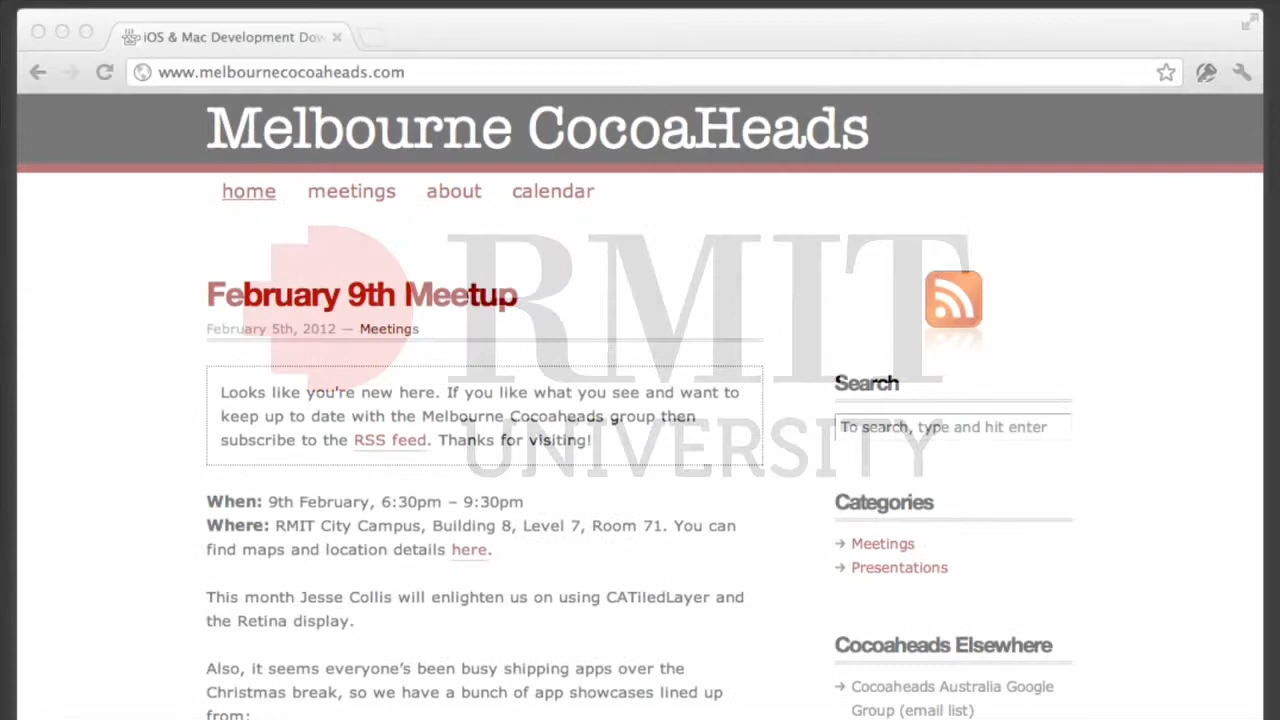 iOS & Mac Development Dow
www.melbournecocoaheads.com
Melbourne CocoaHeads
home meetings about calendar
RMIT
UNIVERSITY
February 9th Meetup
February 5th, 2012 — Meetings
Looks like you're new here. If you like what you see and want to
keep up to date with the Melbourne Cocoaheads group then
subscribe to the RSS feed. Thanks for visiting!
When: 9th February, 6:30pm – 9:30pm
Where: RMIT City Campus, Building 8, Level 7, Room 71. You can
find maps and location details here.
This month Jesse Collis will enlighten us on using CATiledLayer and
the Retina display.
Also, it seems everyone's been busy shipping apps over the
Christmas break, so we have a bunch of app showcases lined up
from:
Search
To search, type and hit enter
Categories
→ Meetings
→ Presentations
Cocoaheads Elsewhere
→ Cocoaheads Australia Google
Group (email list)